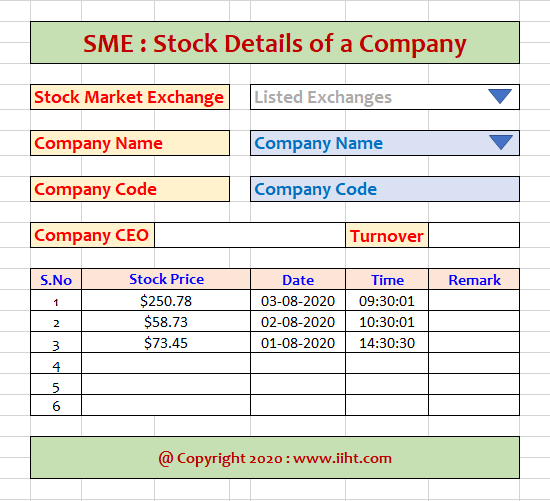 SME : Stock Details of a Company
Stock Market Exchange Listed Exchanges
Company Name Company Name
Company Code Company Code
Company CEO Turnover
S.No Stock Price Date Time Remark
1 $250.78 03-08-2020 09:30:01
2 $58.73 02-08-2020 10:30:01
3 $73.45 01-08-2020 14:30:30
4
5
6
@ Copyright 2020 : www.iiht.com